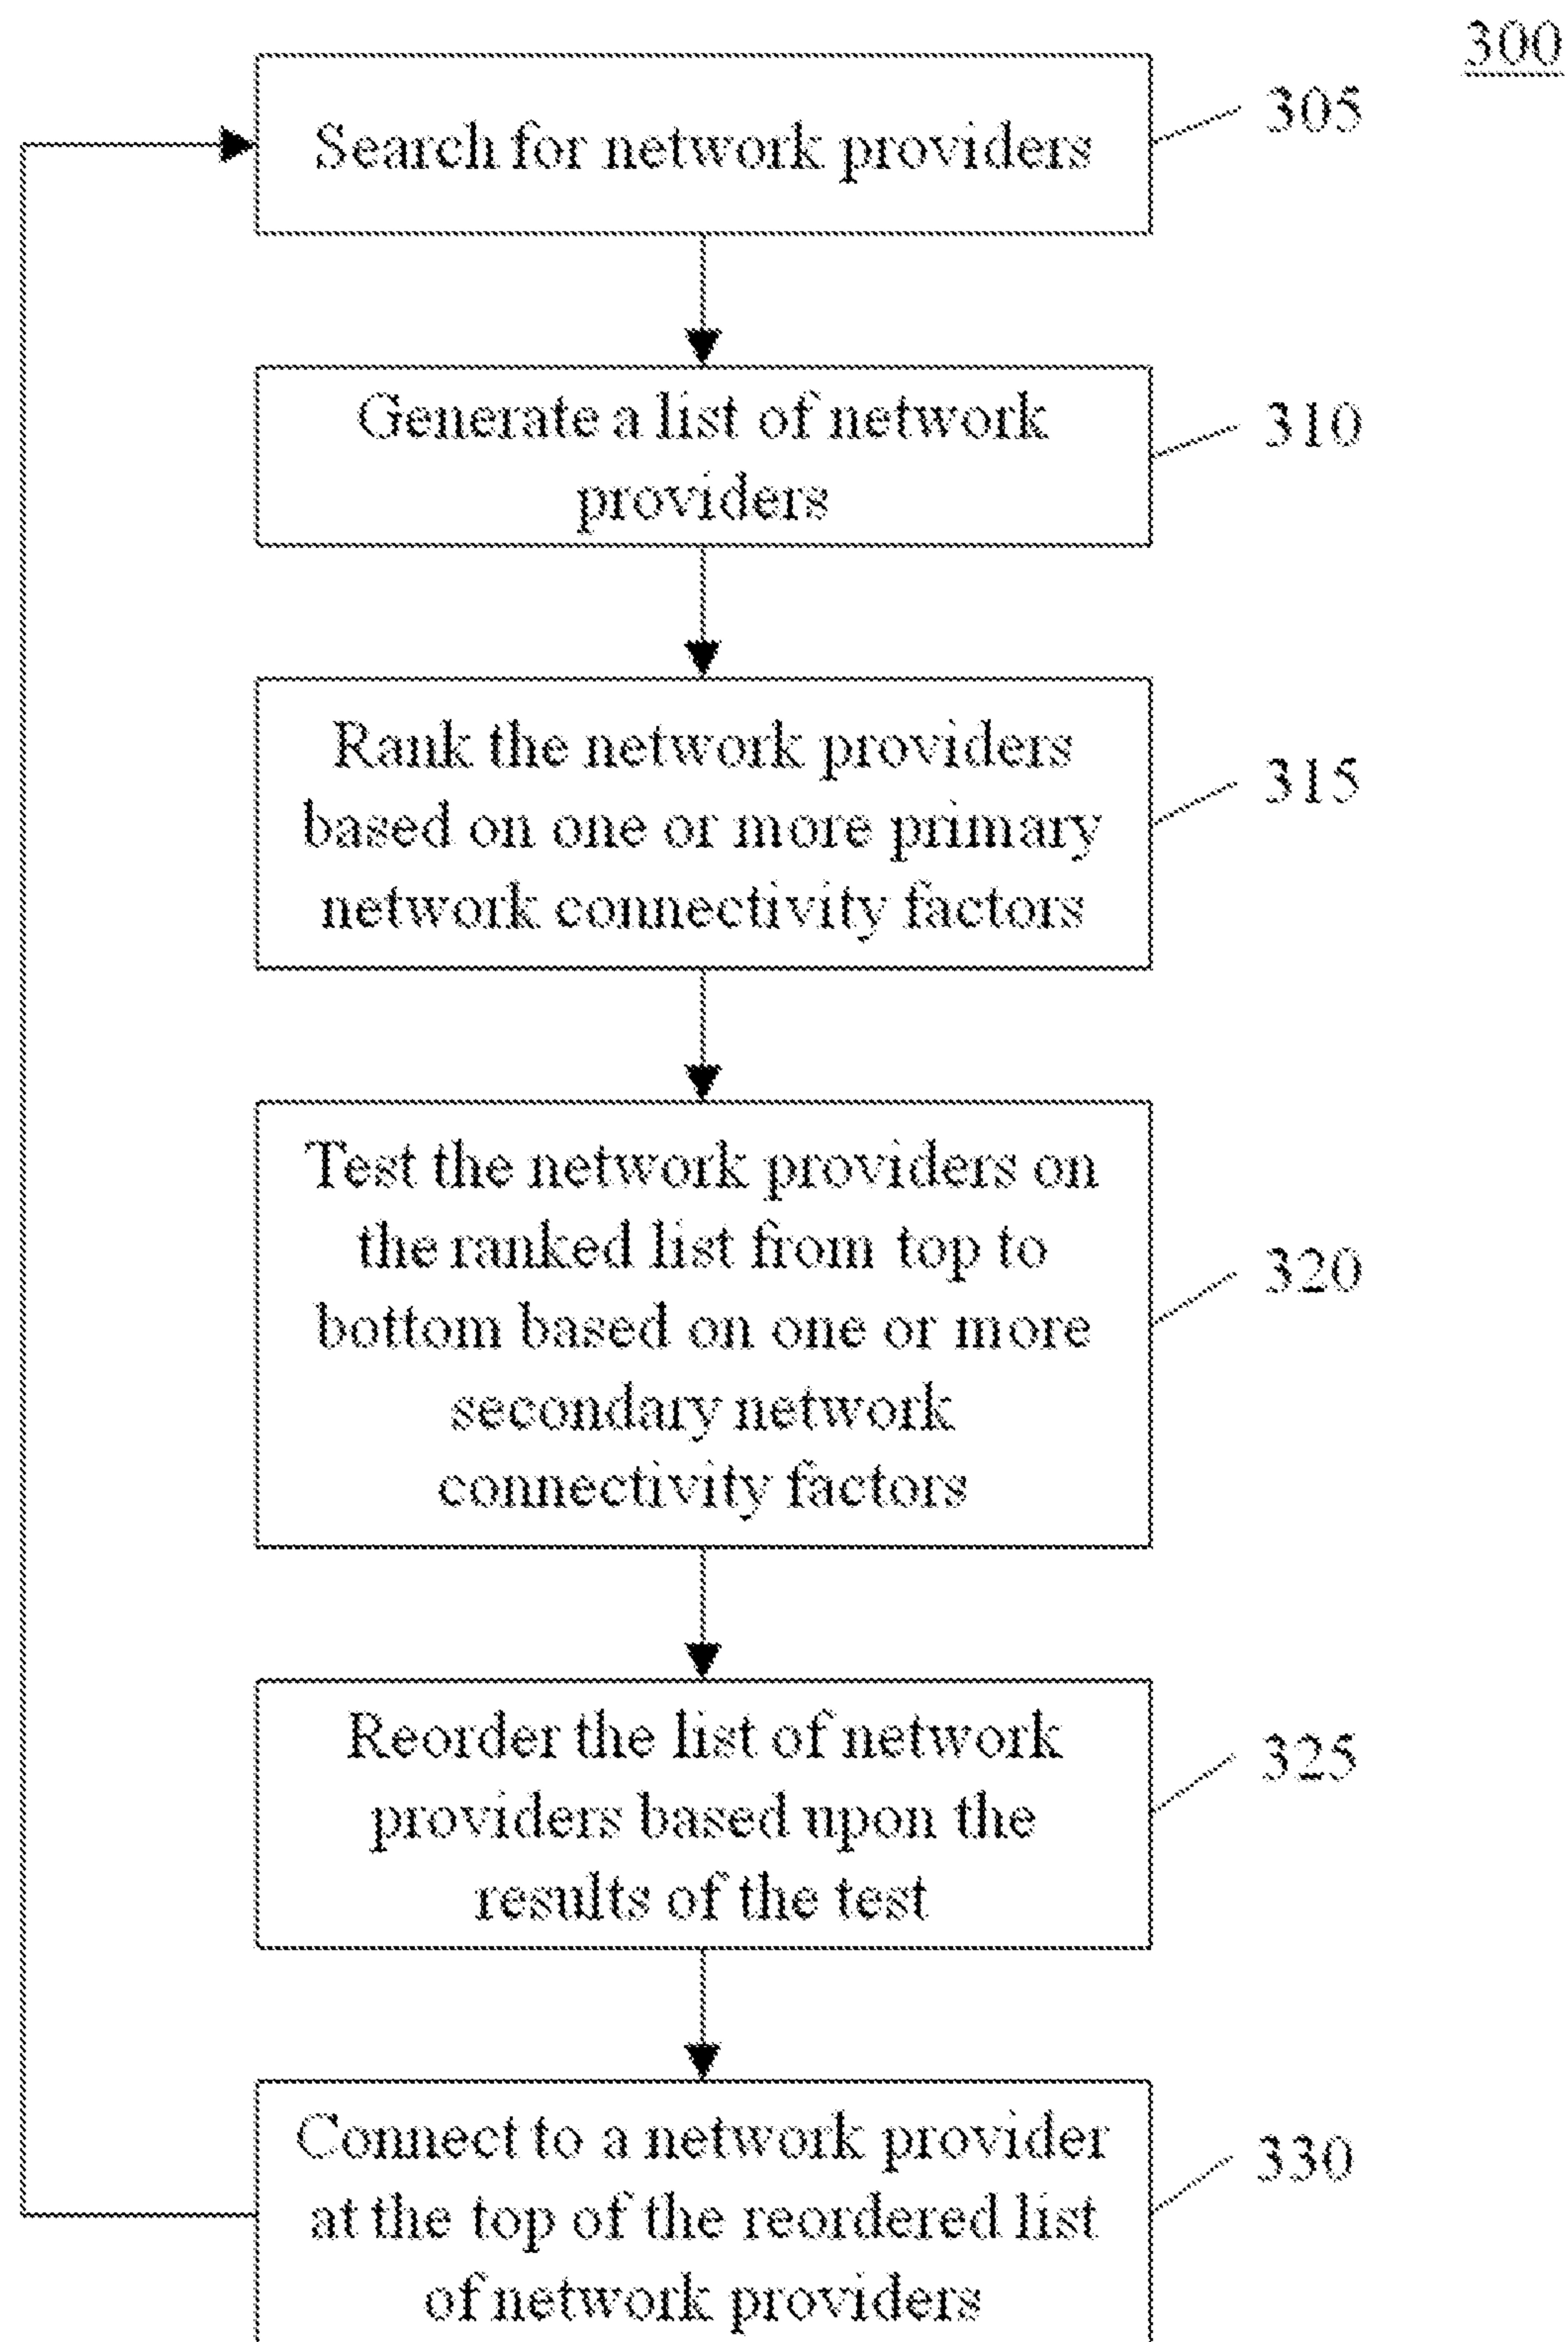 300
Search for network providers
305
Generate a list of network
providers
310
Rank the network providers
based on one or more primary
network connectivity factors
315
Test the network providers on
the ranked list from top to
bottom based on one or more
secondary network
connectivity factors
320
Reorder the list of network
providers based upon the
results of the test
325
Connect to a network provider
at the top of the reordered list
of network providers
330